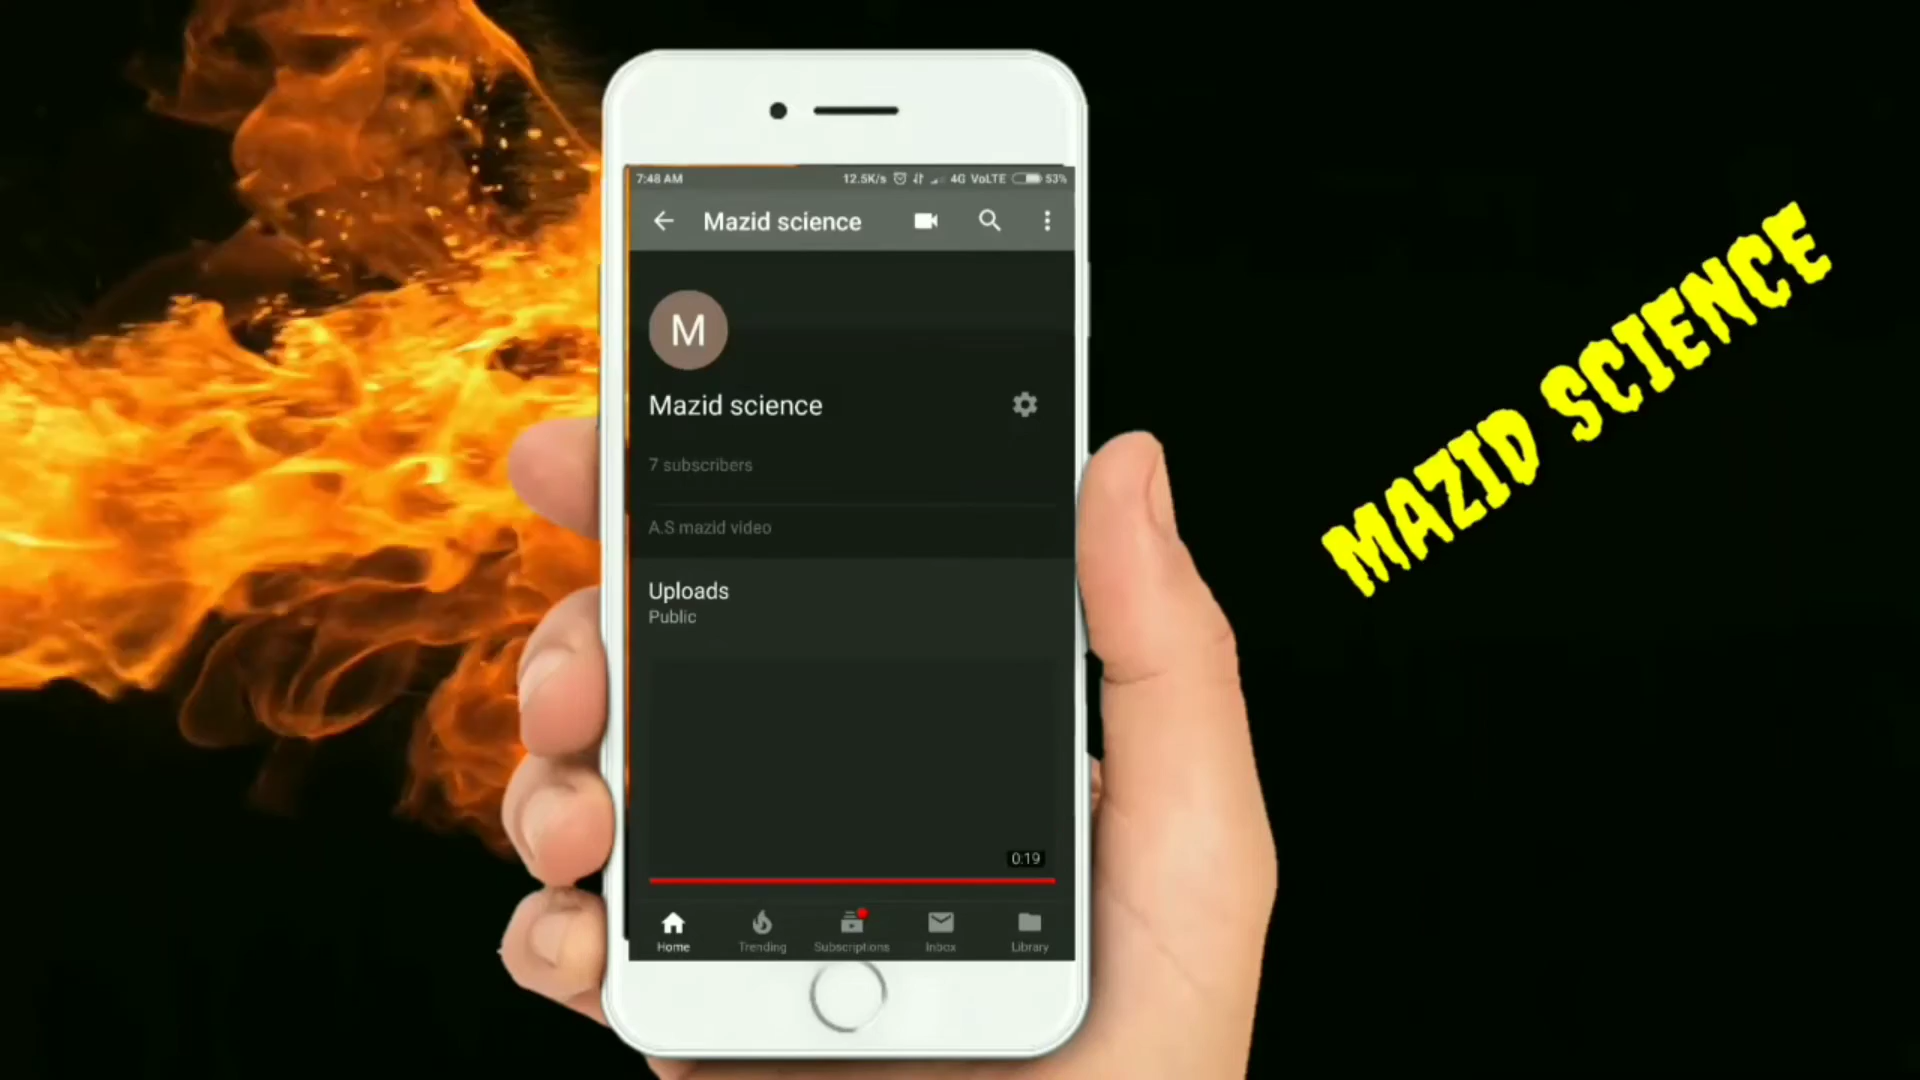 7:48 AM 12.5K/s 4G VoLTE 53%
Mazid science
M
Mazid science
7 subscribers
A.S mazid video
Uploads
Public
0:19
Home Trending Subscriptions Inbox Library
MAZID SCIENCE